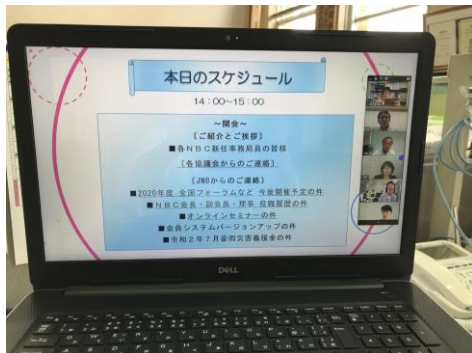 本日のスケジュール
14:00~15:00
~開会~
〔ご紹介とご挨拶〕
■各NBC新任事務局員の皆様
〔各協議会からのご連絡〕
〔JNBからのご連絡〕
■2020年度 全国フォーラムなど 今後開催予定の件
■NBC会長・副会長・理事 役職履歴の件
■オンラインセミナーの件
■会員システムバージョンアップの件
■令和2年7月豪雨災害義援金の件
DELL